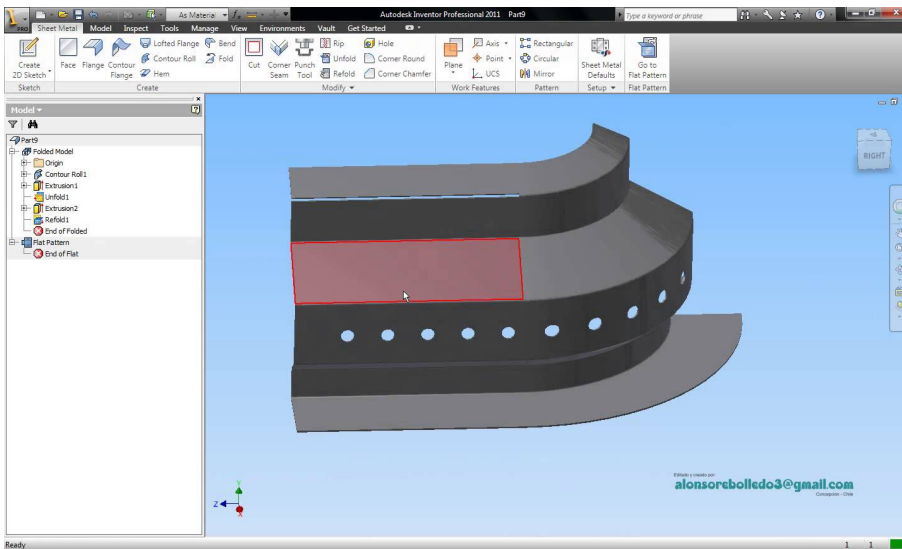 As Material
Autodesk Inventor Professional 2011 Part9
Type a keyword or phrase
PRO
Sheet Metal Model Inspect Tools Manage View Environments Vault Get Started
Create 2D Sketch
Face
Flange
Contour Flange
Lofted Flange
Contour Roll
Hem
Bend
Fold
Cut
Corner Seam
Punch Tool
Rip
Unfold
Refold
Hole
Corner Round
Corner Chamfer
Plane
Axis
Point
UCS
Rectangular
Circular
Mirror
Sheet Metal Defaults
Go to Flat Pattern
Sketch Create Modify Work Features Pattern Setup Flat Pattern
Model
Part9
Folded Model
Origin
Contour Roll1
Extrusion1
Unfold1
Extrusion2
Refold1
End of Folded
Flat Pattern
End of Flat
RIGHT
Y
Z
Editado y creado por:
alonsorebolledo3@gmail.com
Concepción - Chile
Ready 1 1